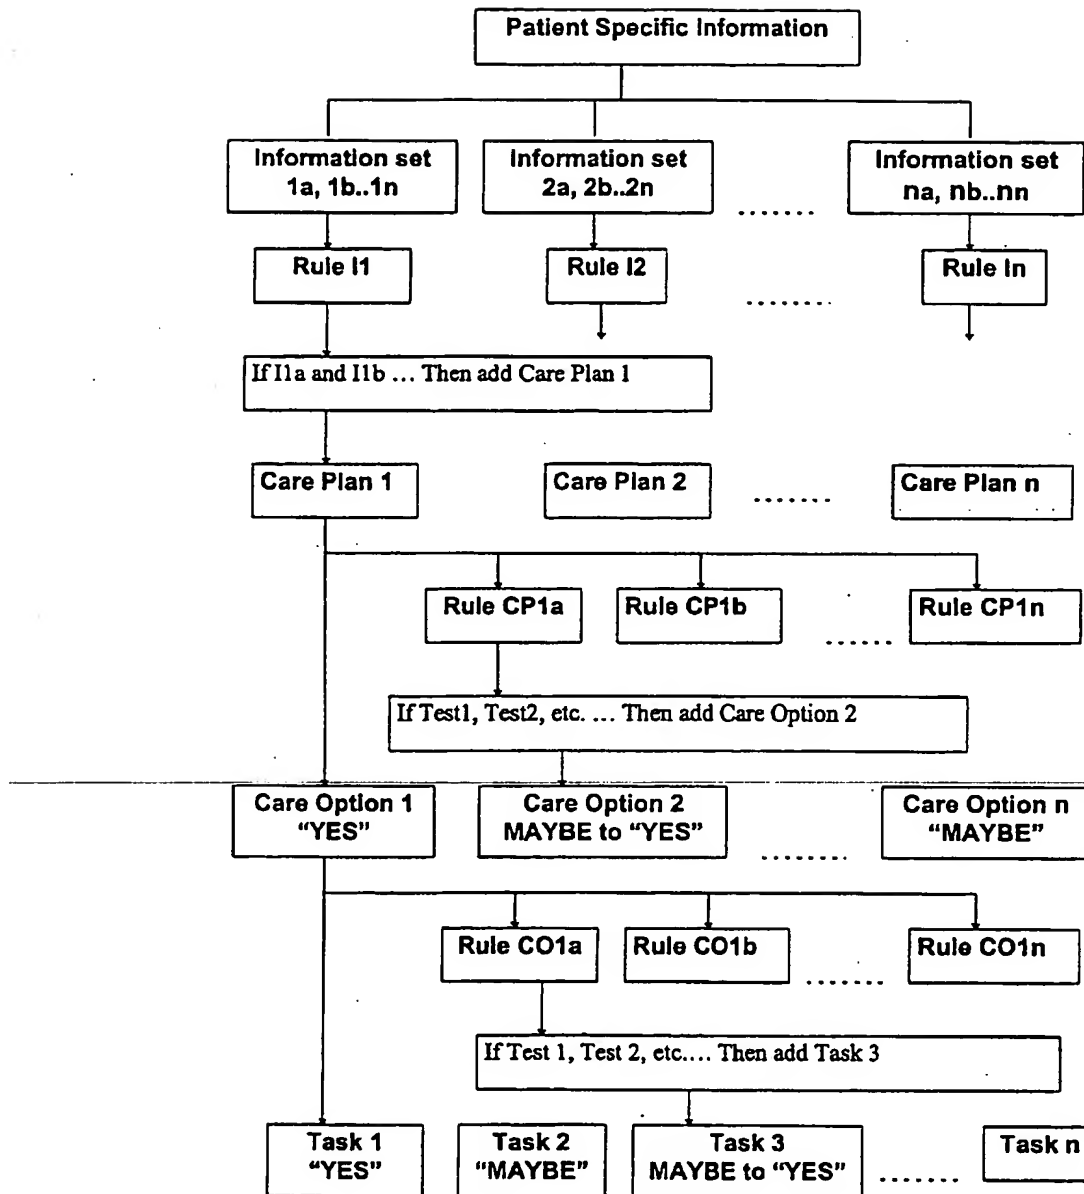 Patient Specific Information
Information set
1a, 1b..1n
Information set
2a, 2b..2n
Information set
na, nb..nn
........
Rule I1
Rule I2
Rule In
.........
If I1a and I1b ... Then add Care Plan 1
Care Plan 1
Care Plan 2
.......
Care Plan n
Rule CP1a
Rule CP1b
Rule CP1n
.......
If Test1, Test2, etc. ... Then add Care Option 2
Care Option 1
“YES”
Care Option 2
MAYBE to “YES”
........
Care Option n
“MAYBE”
Rule CO1a
Rule CO1b
Rule CO1n
........
If Test 1, Test 2, etc.... Then add Task 3
Task 1
“YES”
Task 2
“MAYBE”
Task 3
MAYBE to “YES”
.......
Task n